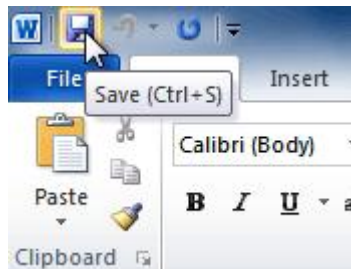 W
File
Insert
Save (Ctrl+S)
Calibri (Body)
Paste
B I U
Clipboard